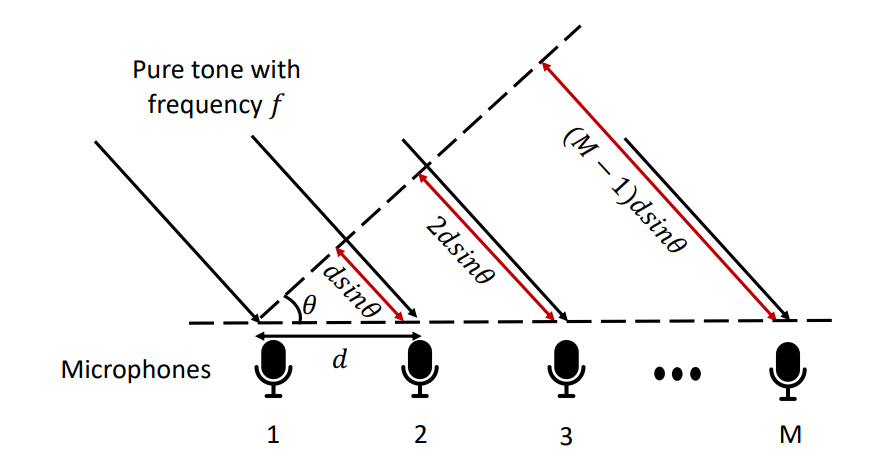 Pure tone with
frequency f
(M − 1)dsinθ
2dsinθ
dsinθ
θ
d
Microphones
1 2 3 M